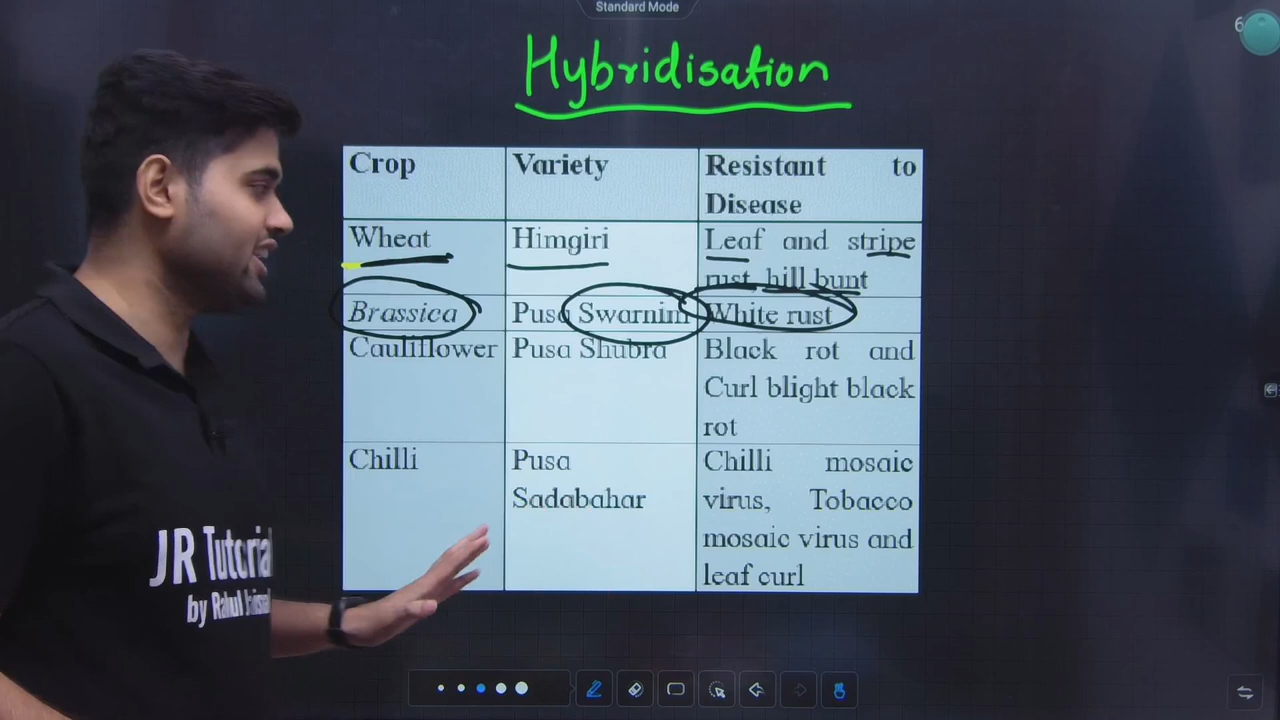 Standard Mode
6
Hybridisation
Crop Variety Resistant to
Disease
Wheat Himgiri Leaf and stripe
rust, hill bunt
Brassica Pusa Swarnim White rust
Cauliflower Pusa Shubra Black rot and
Curl blight black
rot
Chilli Pusa Chilli mosaic
Sadabahar virus, Tobacco
mosaic virus and
leaf curl
JR Tutorial
by Rahul